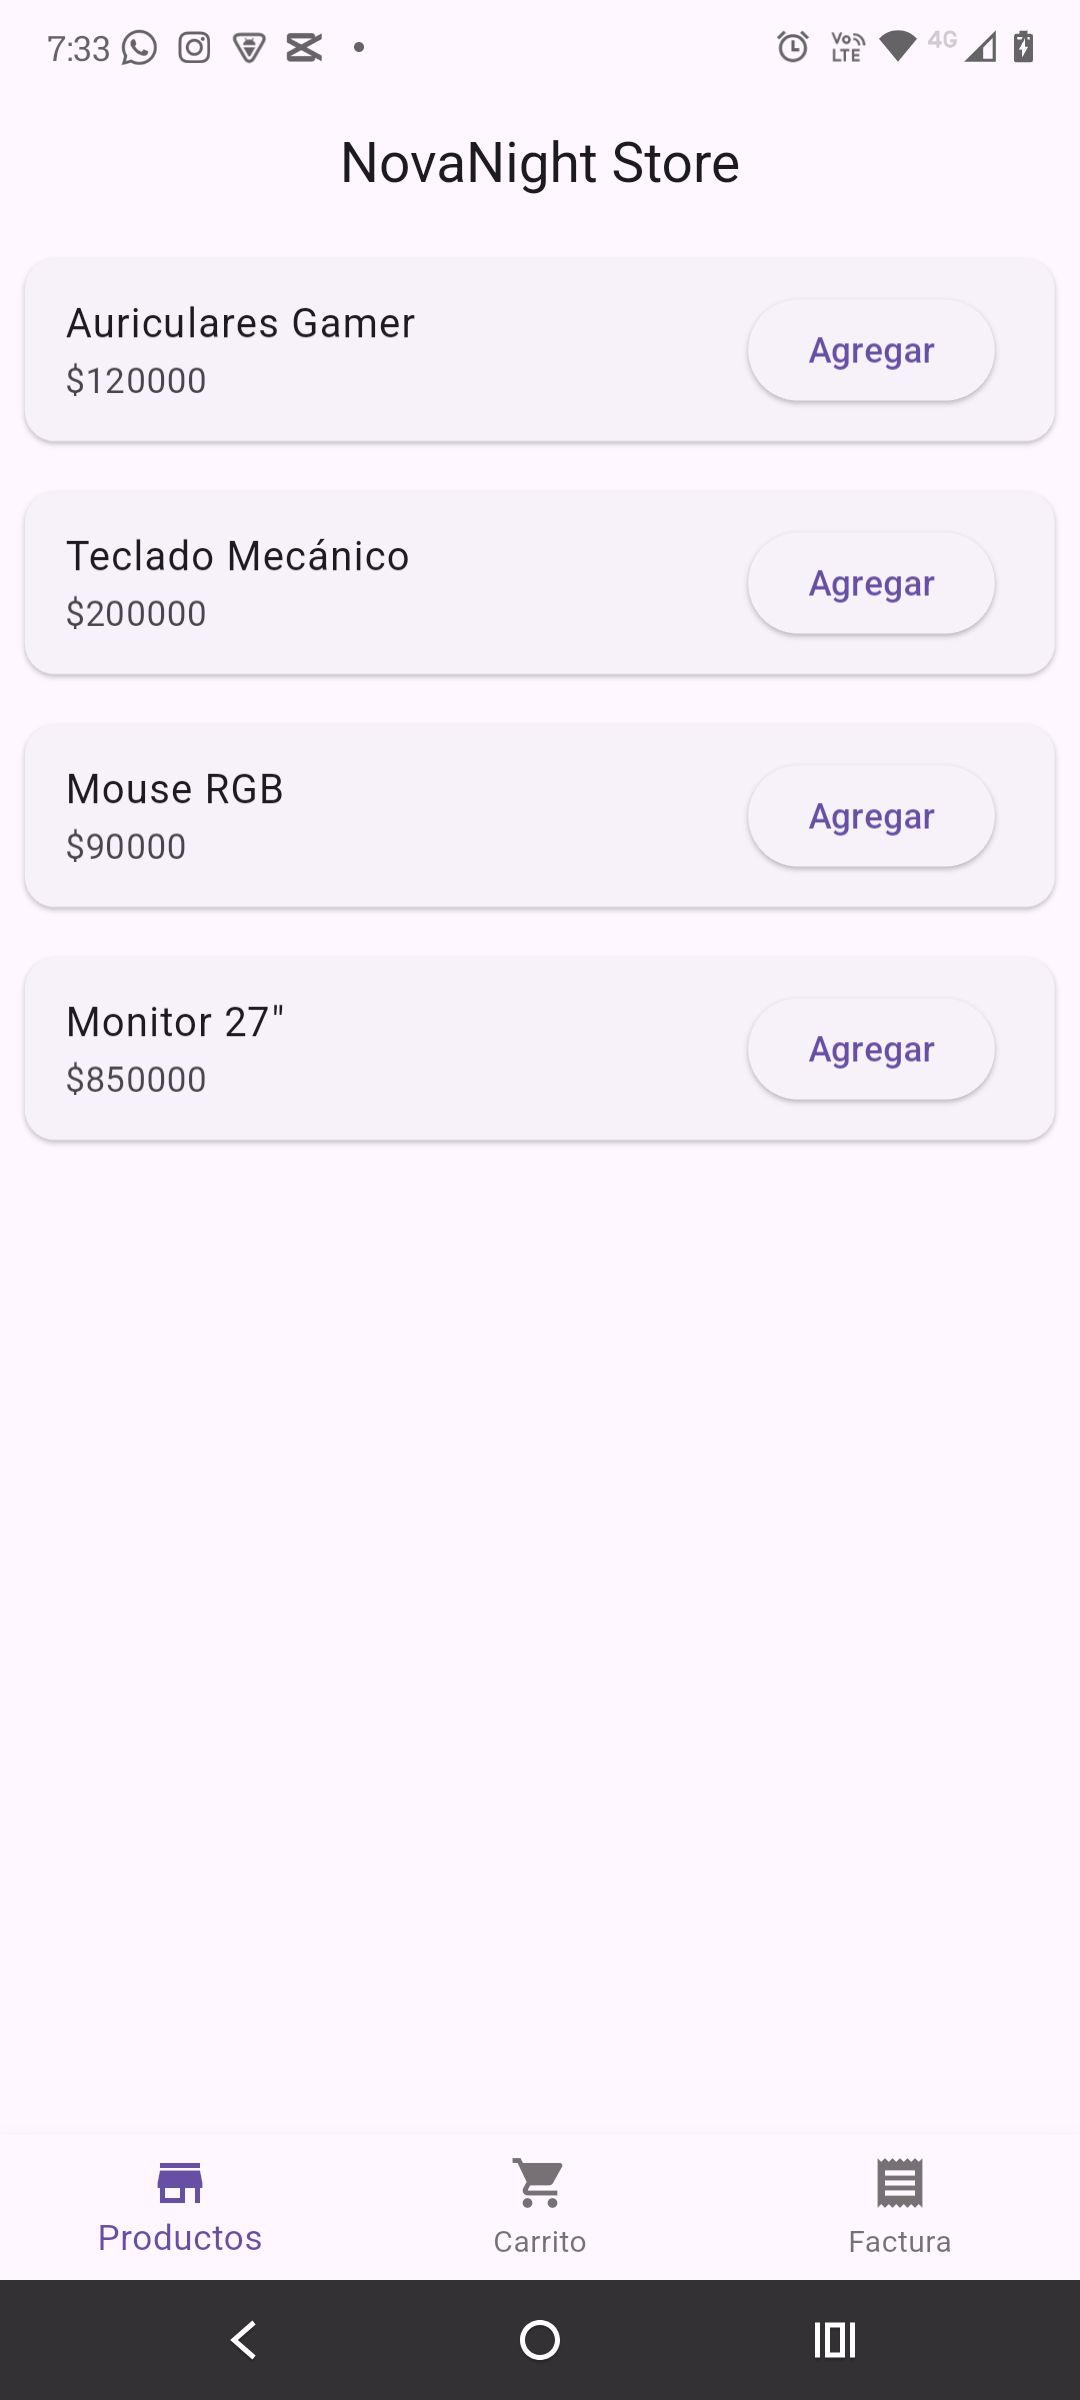 7:33
Vo LTE 4G
NovaNight Store
Auriculares Gamer
$120000
Agregar
Teclado Mecánico
$200000
Agregar
Mouse RGB
$90000
Agregar
Monitor 27"
$850000
Agregar
Productos
Carrito
Factura